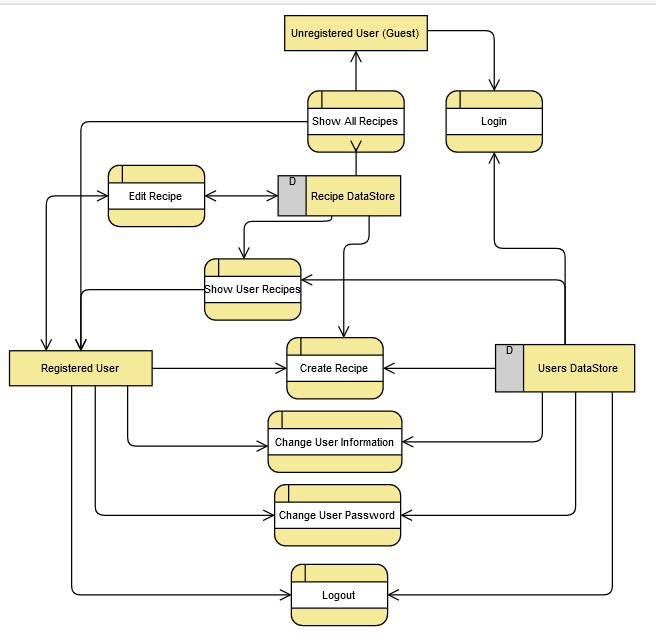 Unregistered User (Guest)
Show All Recipes
Login
Edit Recipe
D
Recipe DataStore
Show User Recipes
Registered User
Create Recipe
D
Users DataStore
Change User Information
Change User Password
Logout